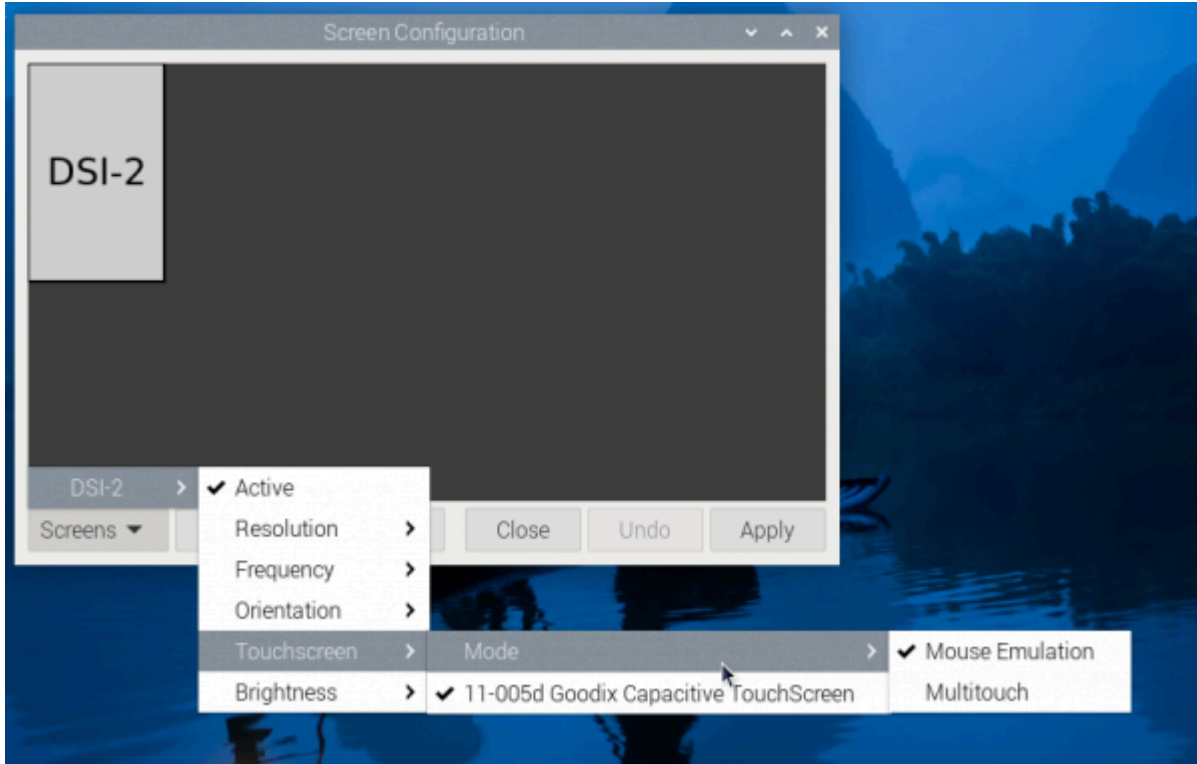 Screen Configuration
DSI-2
DSI-2
Active
Screens
Resolution
Close
Undo
Apply
Frequency
Orientation
Touchscreen
Mode
Mouse Emulation
Brightness
11-005d Goodix Capacitive TouchScreen
Multitouch